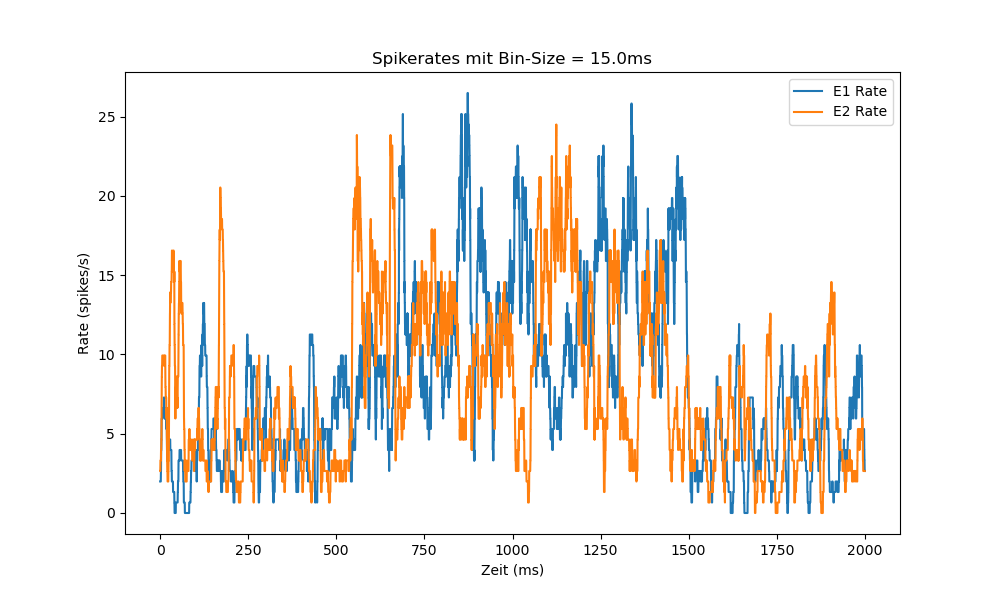 Spikerates mit Bin-Size = 15.0ms
E1 Rate
E2 Rate
25
20
15
10
5
0
Rate (spikes/s)
0 250 500 750 1000 1250 1500 1750 2000
Zeit (ms)